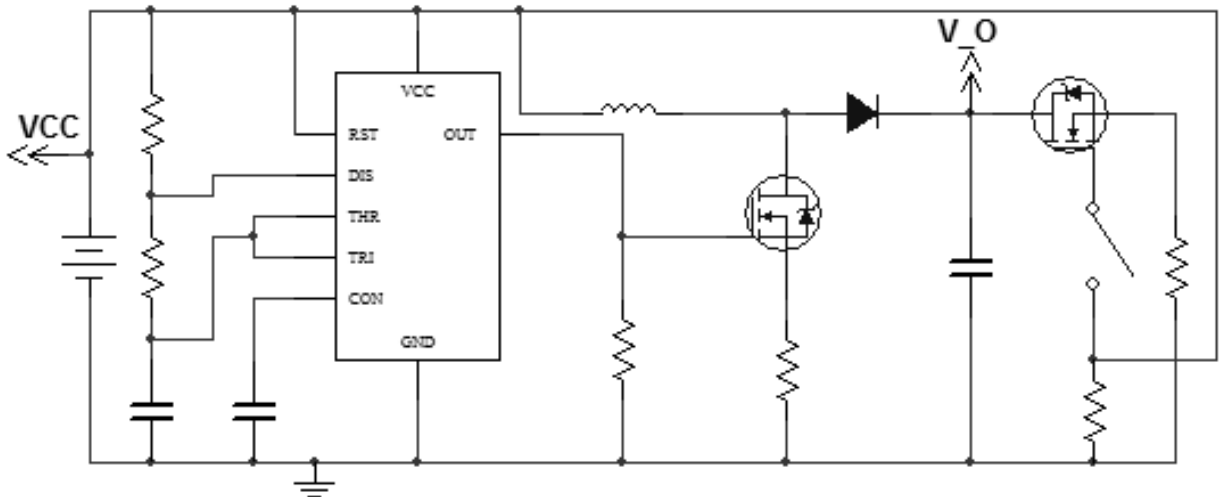 V_O
VCC
VCC
RST
OUT
DIS
THR
TRI
CON
GND